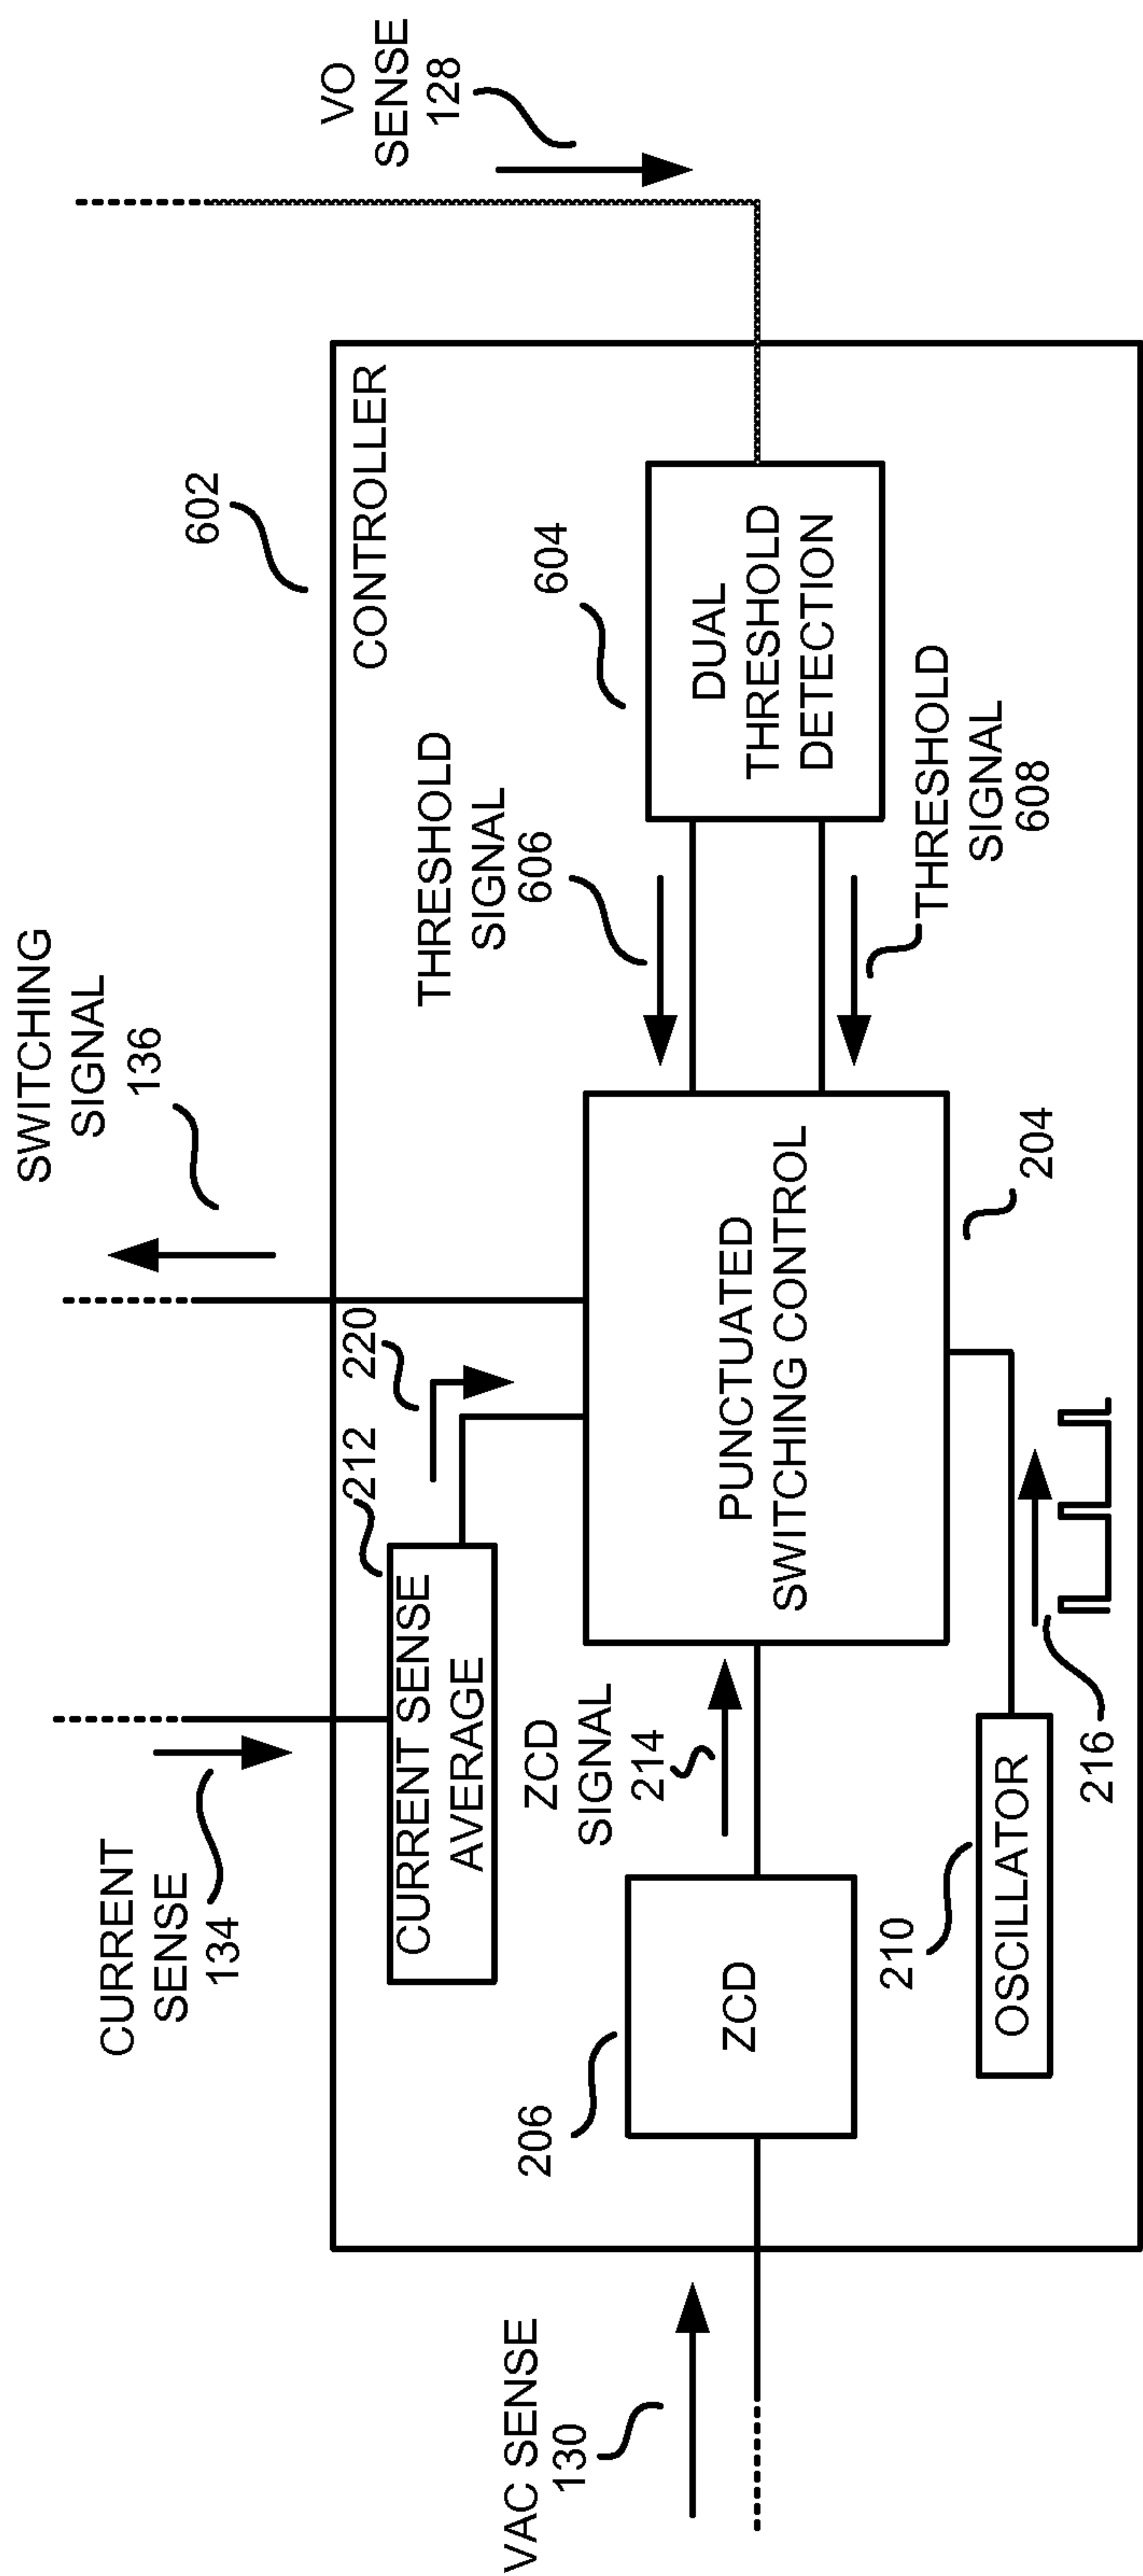 SWITCHING
SIGNAL
136
CURRENT
SENSE
134
VO
SENSE
128
602
CONTROLLER
212
220
CURRENT SENSE
AVERAGE
THRESHOLD
SIGNAL
606
604
VAC SENSE
130
206
ZCD
ZCD
SIGNAL
214
PUNCTUATED
SWITCHING CONTROL
DUAL
THRESHOLD
DETECTION
THRESHOLD
SIGNAL
608
210
OSCILLATOR
216
204